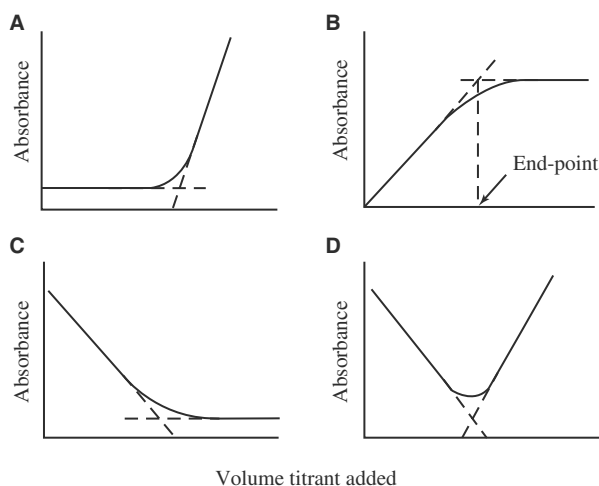 A
Absorbance
B
Absorbance
End-point
C
Absorbance
D
Absorbance
Volume titrant added